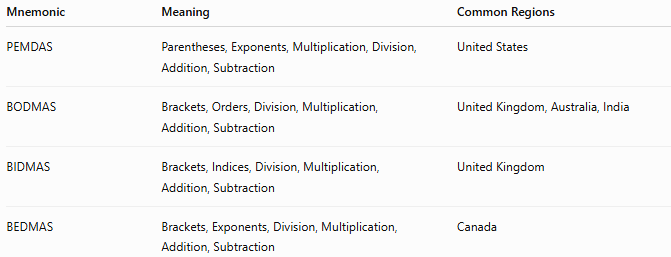 Mnemonic Meaning Common Regions
PEMDAS Parentheses, Exponents, Multiplication, Division, United States
Addition, Subtraction
BODMAS Brackets, Orders, Division, Multiplication, United Kingdom, Australia, India
Addition, Subtraction
BIDMAS Brackets, Indices, Division, Multiplication, United Kingdom
Addition, Subtraction
BEDMAS Brackets, Exponents, Division, Multiplication, Canada
Addition, Subtraction